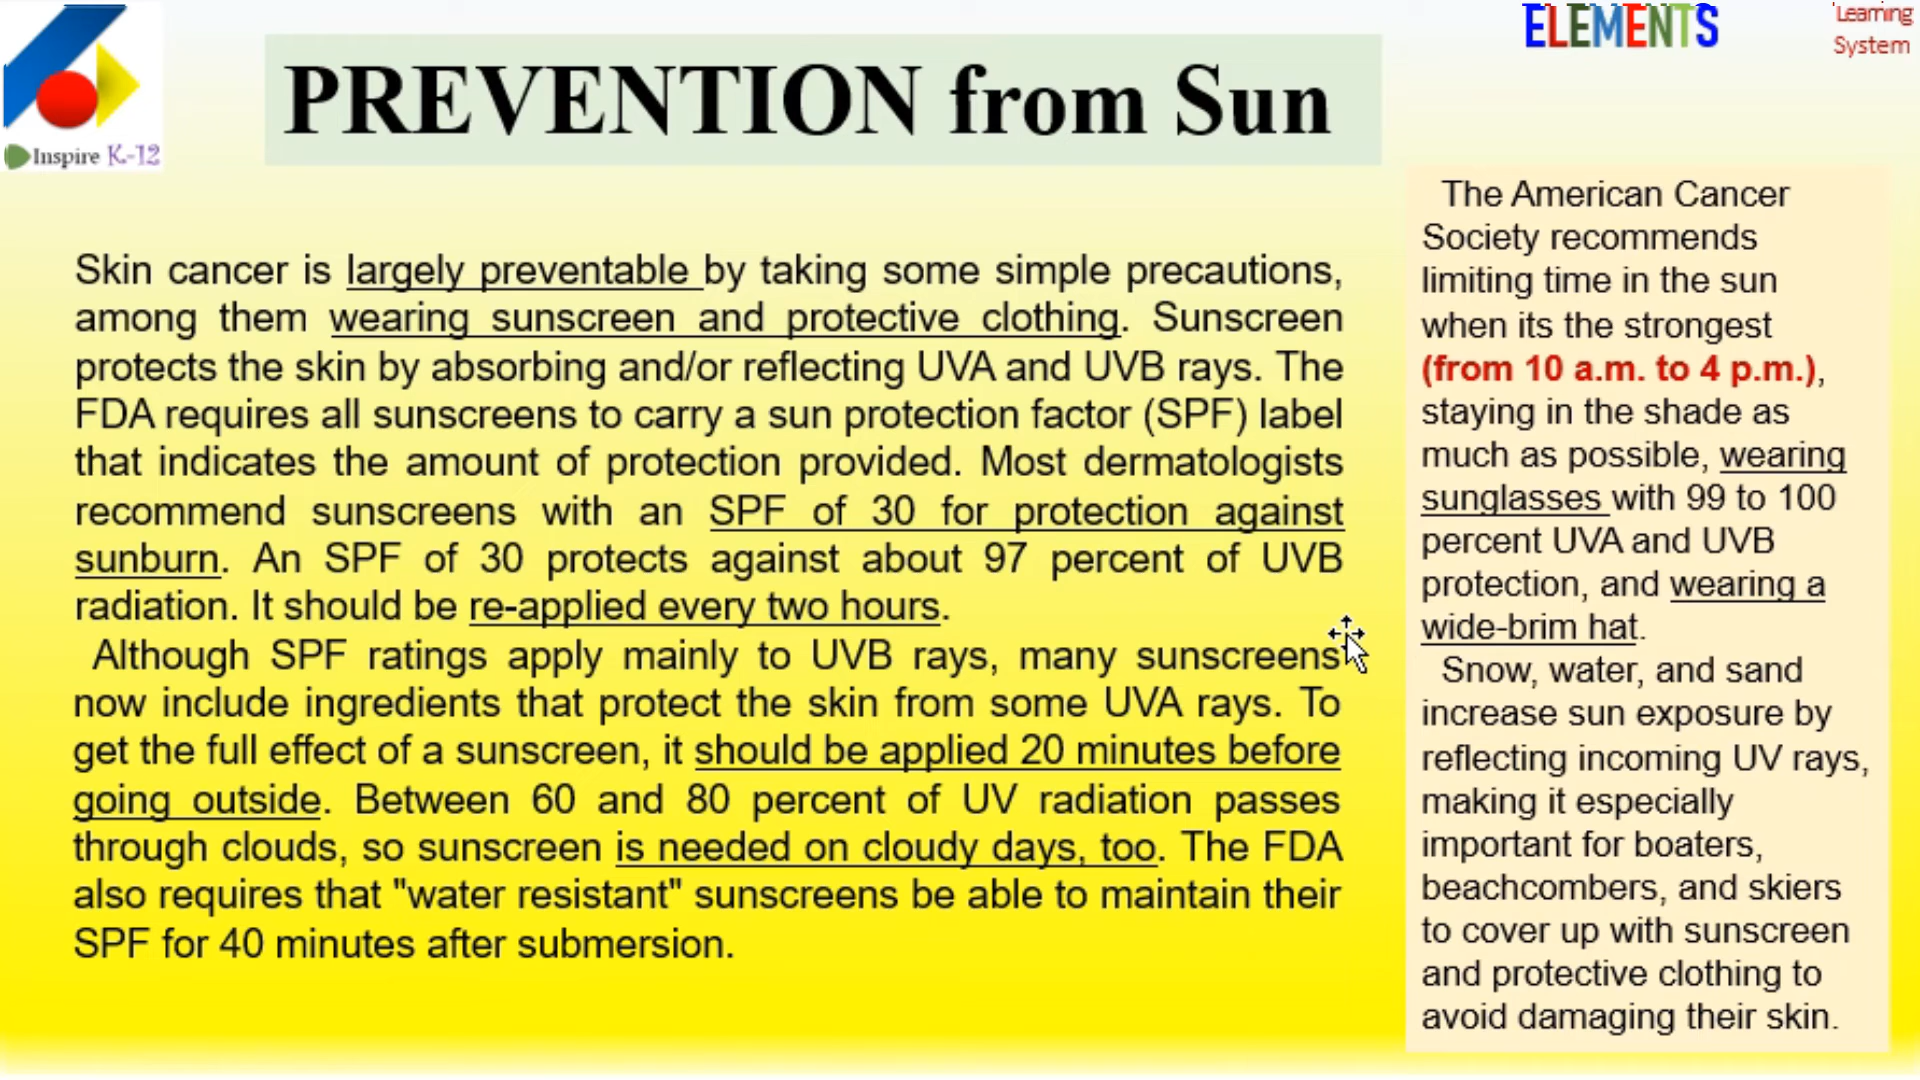 ELEMENTS
Learning
System
PREVENTION from Sun
Inspire K-12
Skin cancer is largely preventable by taking some simple precautions,
among them wearing sunscreen and protective clothing. Sunscreen
protects the skin by absorbing and/or reflecting UVA and UVB rays. The
FDA requires all sunscreens to carry a sun protection factor (SPF) label
that indicates the amount of protection provided. Most dermatologists
recommend sunscreens with an SPF of 30 for protection against
sunburn. An SPF of 30 protects against about 97 percent of UVB
radiation. It should be re-applied every two hours.
Although SPF ratings apply mainly to UVB rays, many sunscreens
now include ingredients that protect the skin from some UVA rays. To
get the full effect of a sunscreen, it should be applied 20 minutes before
going outside. Between 60 and 80 percent of UV radiation passes
through clouds, so sunscreen is needed on cloudy days, too. The FDA
also requires that "water resistant" sunscreens be able to maintain their
SPF for 40 minutes after submersion.
The American Cancer
Society recommends
limiting time in the sun
when its the strongest
(from 10 a.m. to 4 p.m.),
staying in the shade as
much as possible, wearing
sunglasses with 99 to 100
percent UVA and UVB
protection, and wearing a
wide-brim hat.
Snow, water, and sand
increase sun exposure by
reflecting incoming UV rays,
making it especially
important for boaters,
beachcombers, and skiers
to cover up with sunscreen
and protective clothing to
avoid damaging their skin.